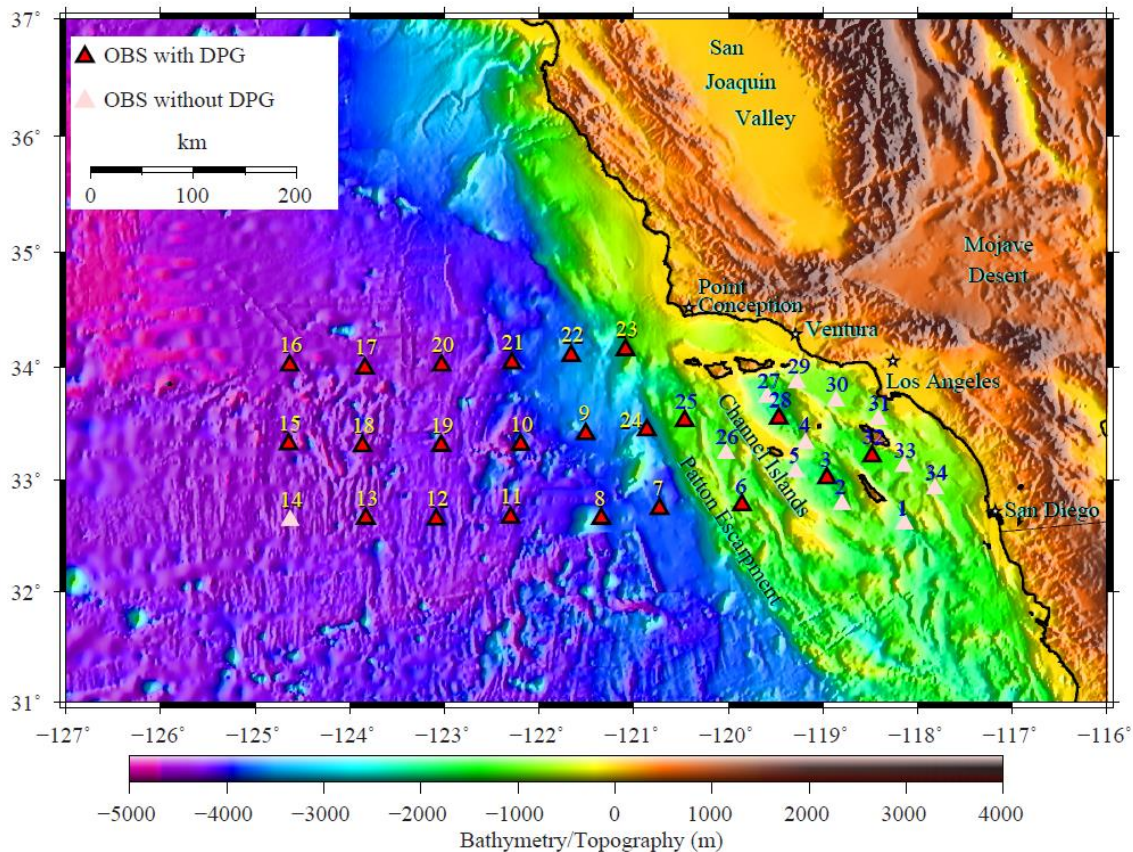 37°
OBS with DPG
OBS without DPG
km
0 100 200
San
Joaquin
Valley
36°
Mojave
Desert
35°
Point
Conception
Ventura
Los Angeles
34°
16 17 20 21 22 23
29
27 30
28 31
15 18 19 10 9 24 25
26 4 32
5 3 33
Channel Islands
33°
14 13 12 11 8 7 6 2 34
1
San Diego
Patton Escarpment
32°
31°
−127° −126° −125° −124° −123° −122° −121° −120° −119° −118° −117° −116°
−5000 −4000 −3000 −2000 −1000 0 1000 2000 3000 4000
Bathymetry/Topography (m)